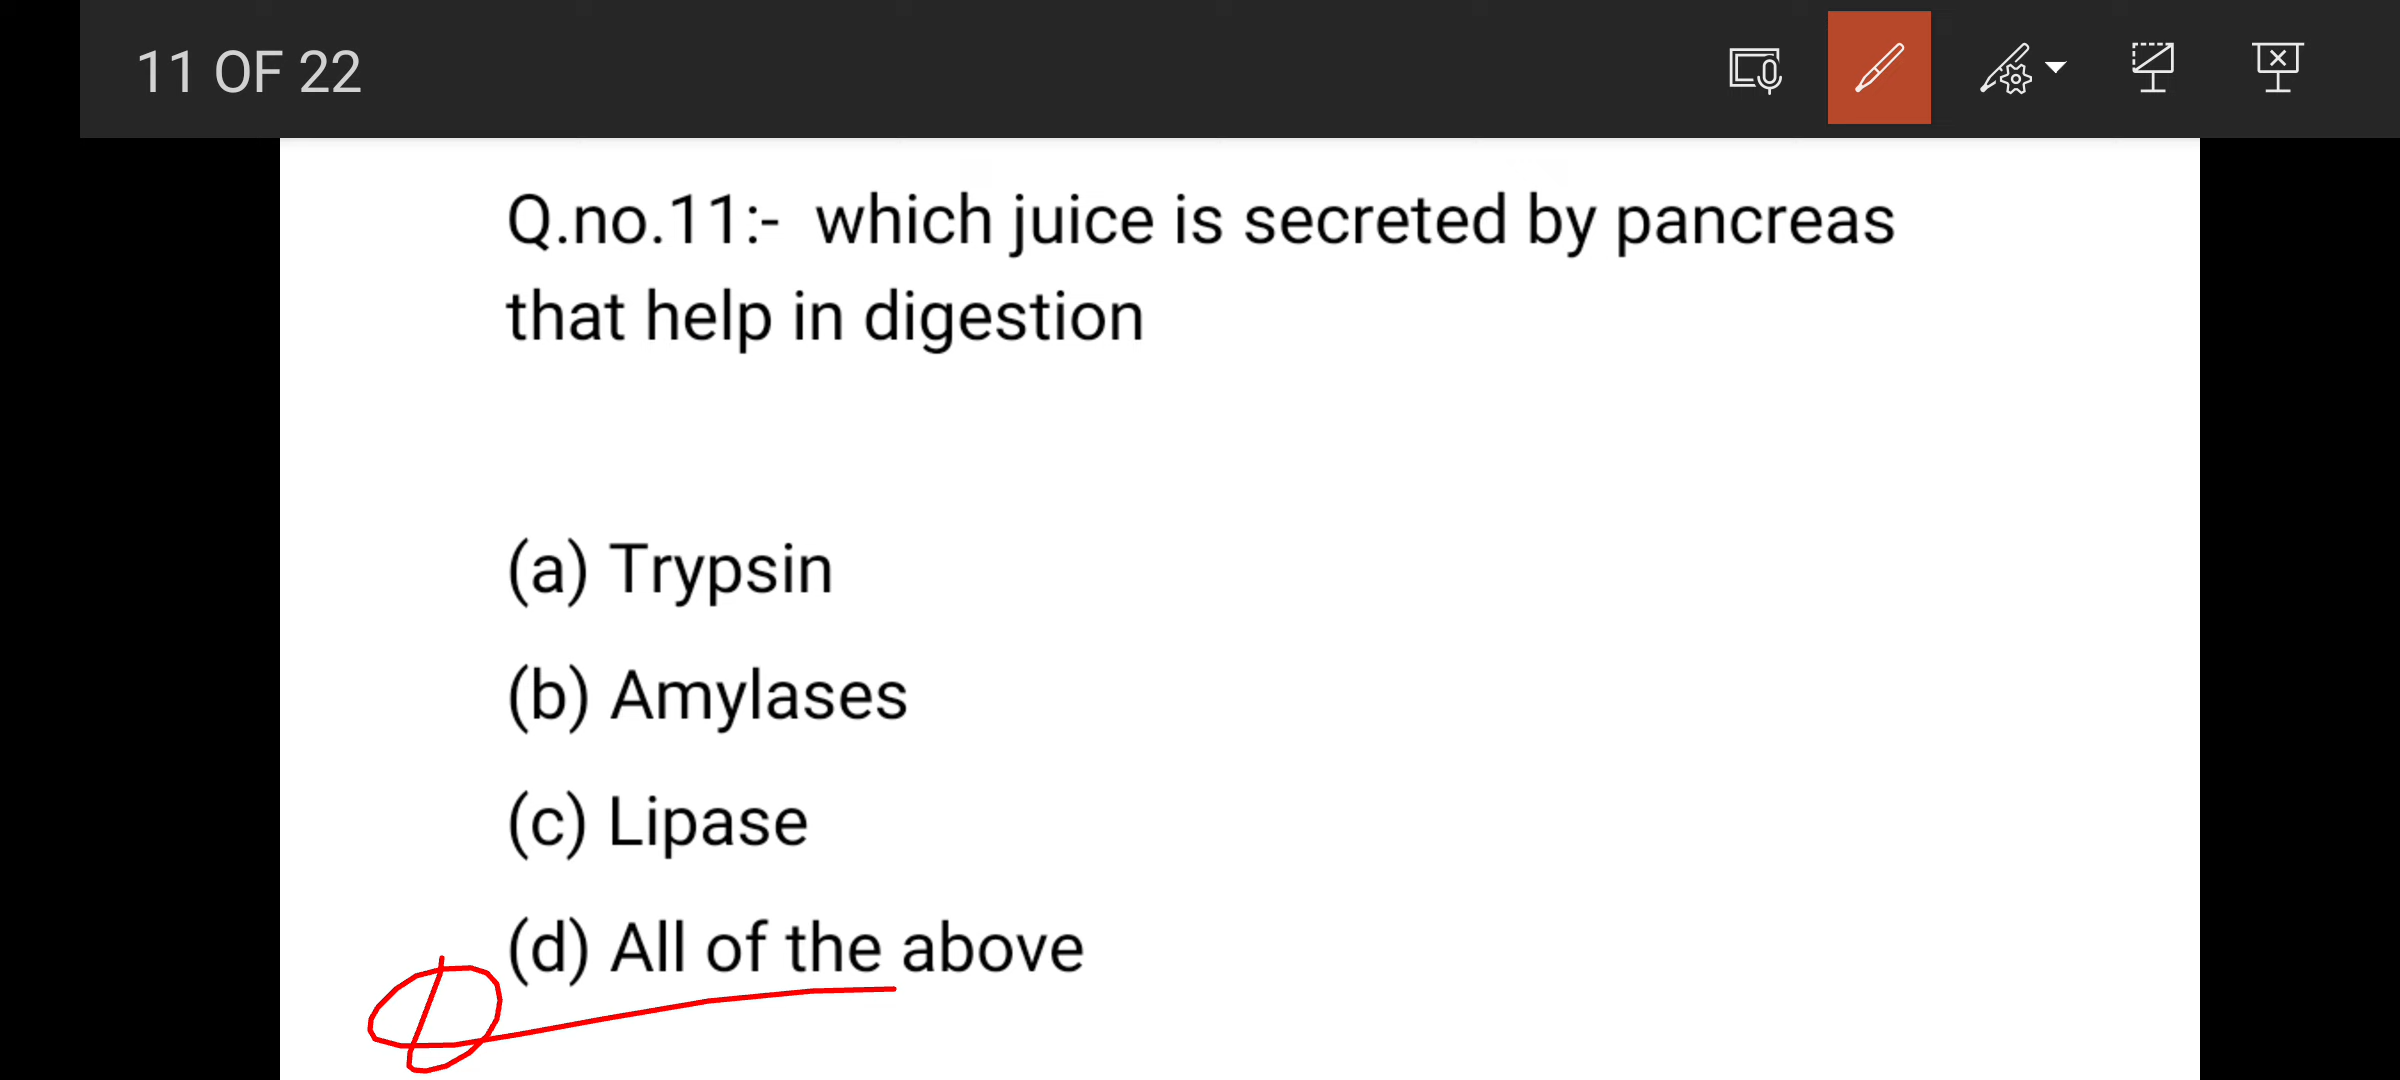 11 OF 22
Q.no.11:- which juice is secreted by pancreas
that help in digestion
(a) Trypsin
(b) Amylases
(c) Lipase
(d) All of the above